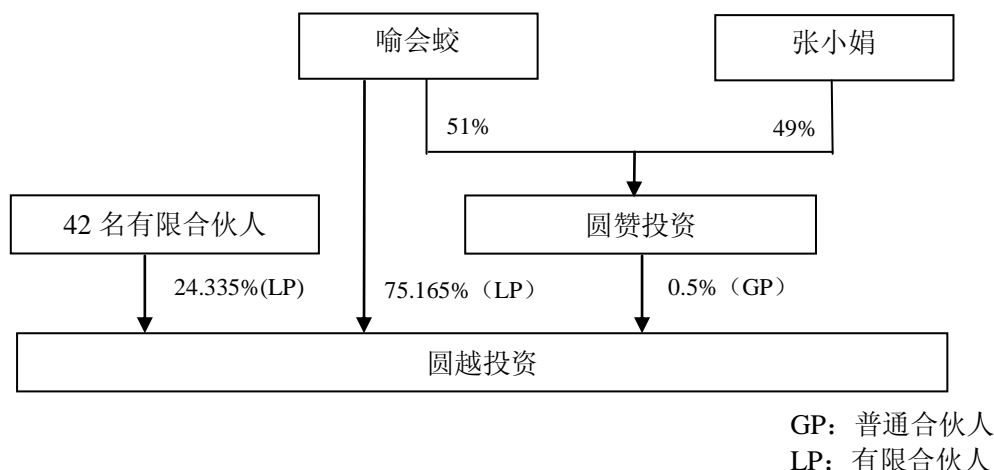 喻会蛟
张小娟
51%
49%
42 名有限合伙人
圆赞投资
24.335%(LP)
75.165%（LP）
0.5%（GP）
圆越投资
GP：普通合伙人
LP：有限合伙人